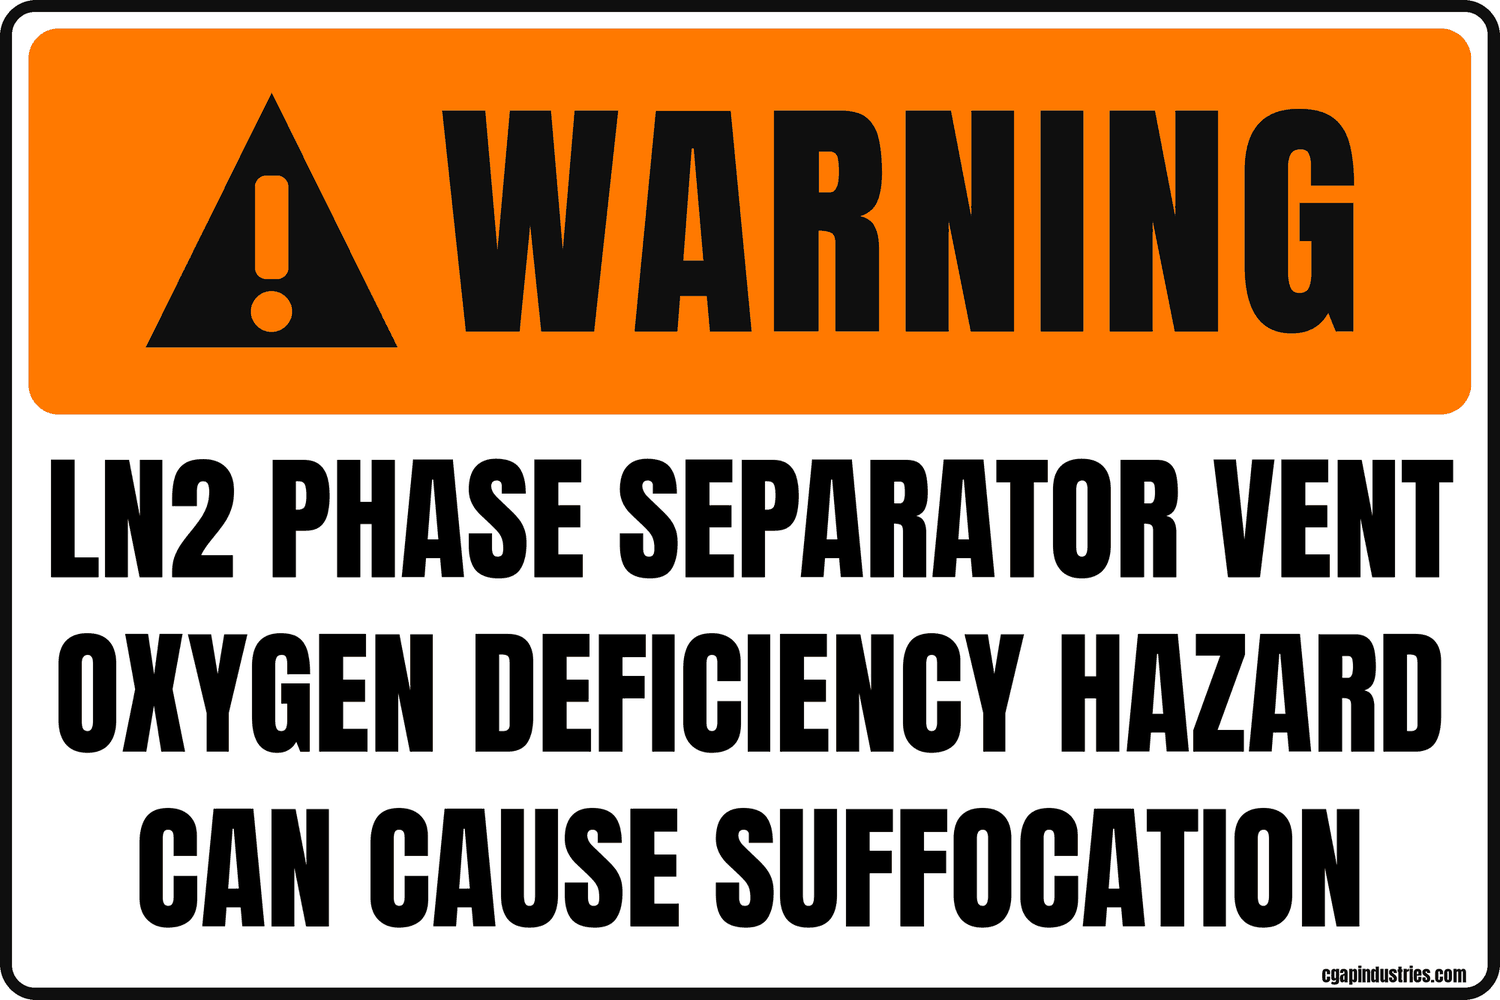 WARNING
LN2 PHASE SEPARATOR VENT
OXYGEN DEFICIENCY HAZARD
CAN CAUSE SUFFOCATION
cgapindustries.com